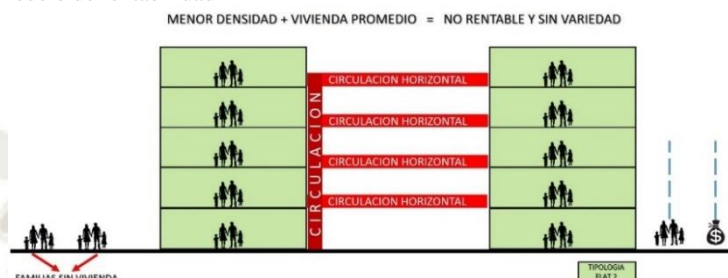 MENOR DENSIDAD + VIVIENDA PROMEDIO = NO RENTABLE Y SIN VARIEDAD
CIRCULACION
CIRCULACION HORIZONTAL
CIRCULACION HORIZONTAL
CIRCULACION HORIZONTAL
CIRCULACION HORIZONTAL
$
FAMILIAS SIN VIVIENDA
TIPOLOGIA
FLAT 2